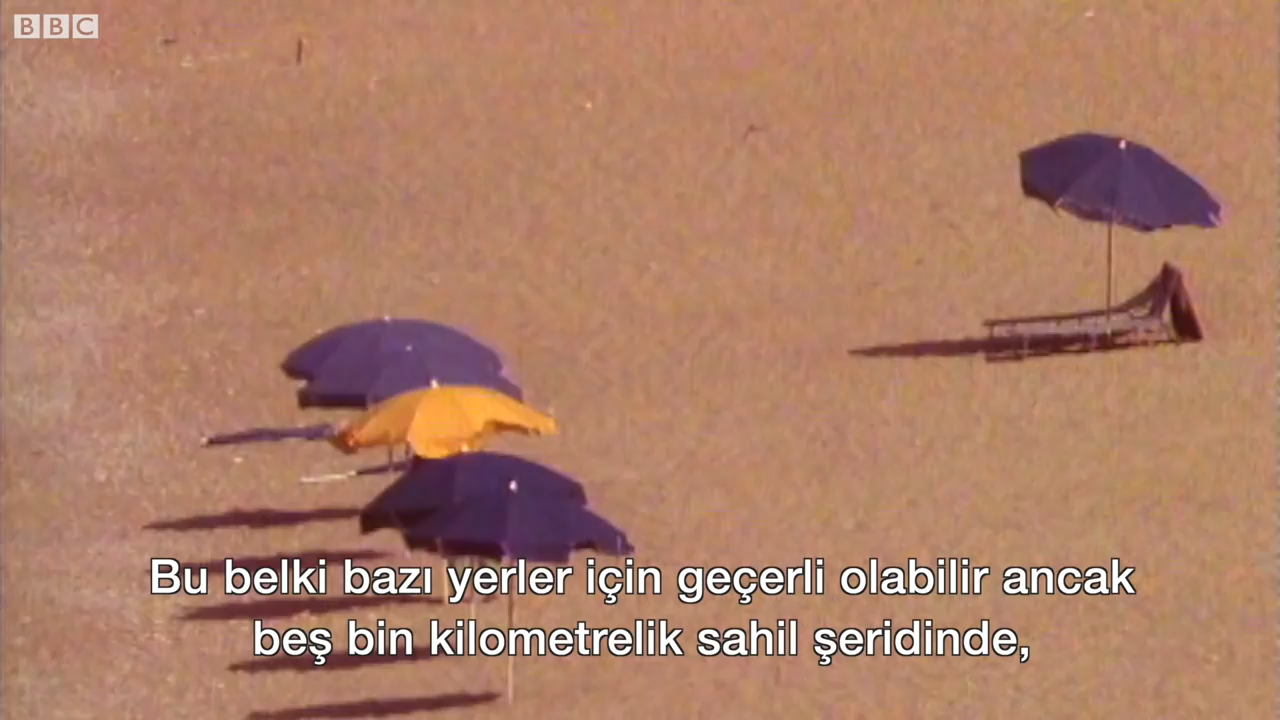 BBC
Bu belki bazı yerler için geçerli olabilir ancak
beş bin kilometrelik sahil şeridinde,